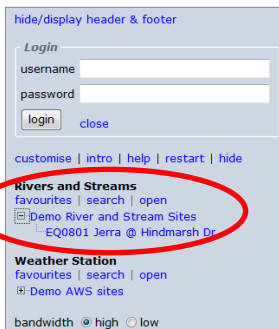 hide/display header & footer
Login
username
password
login close
customise | intro | help | restart | hide
Rivers and Streams
favourites | search | open
Demo River and Stream Sites
EQ0801 Jerra @ Hindmarsh Dr
Weather Station
favourites | search | open
Demo AWS sites
bandwidth high low